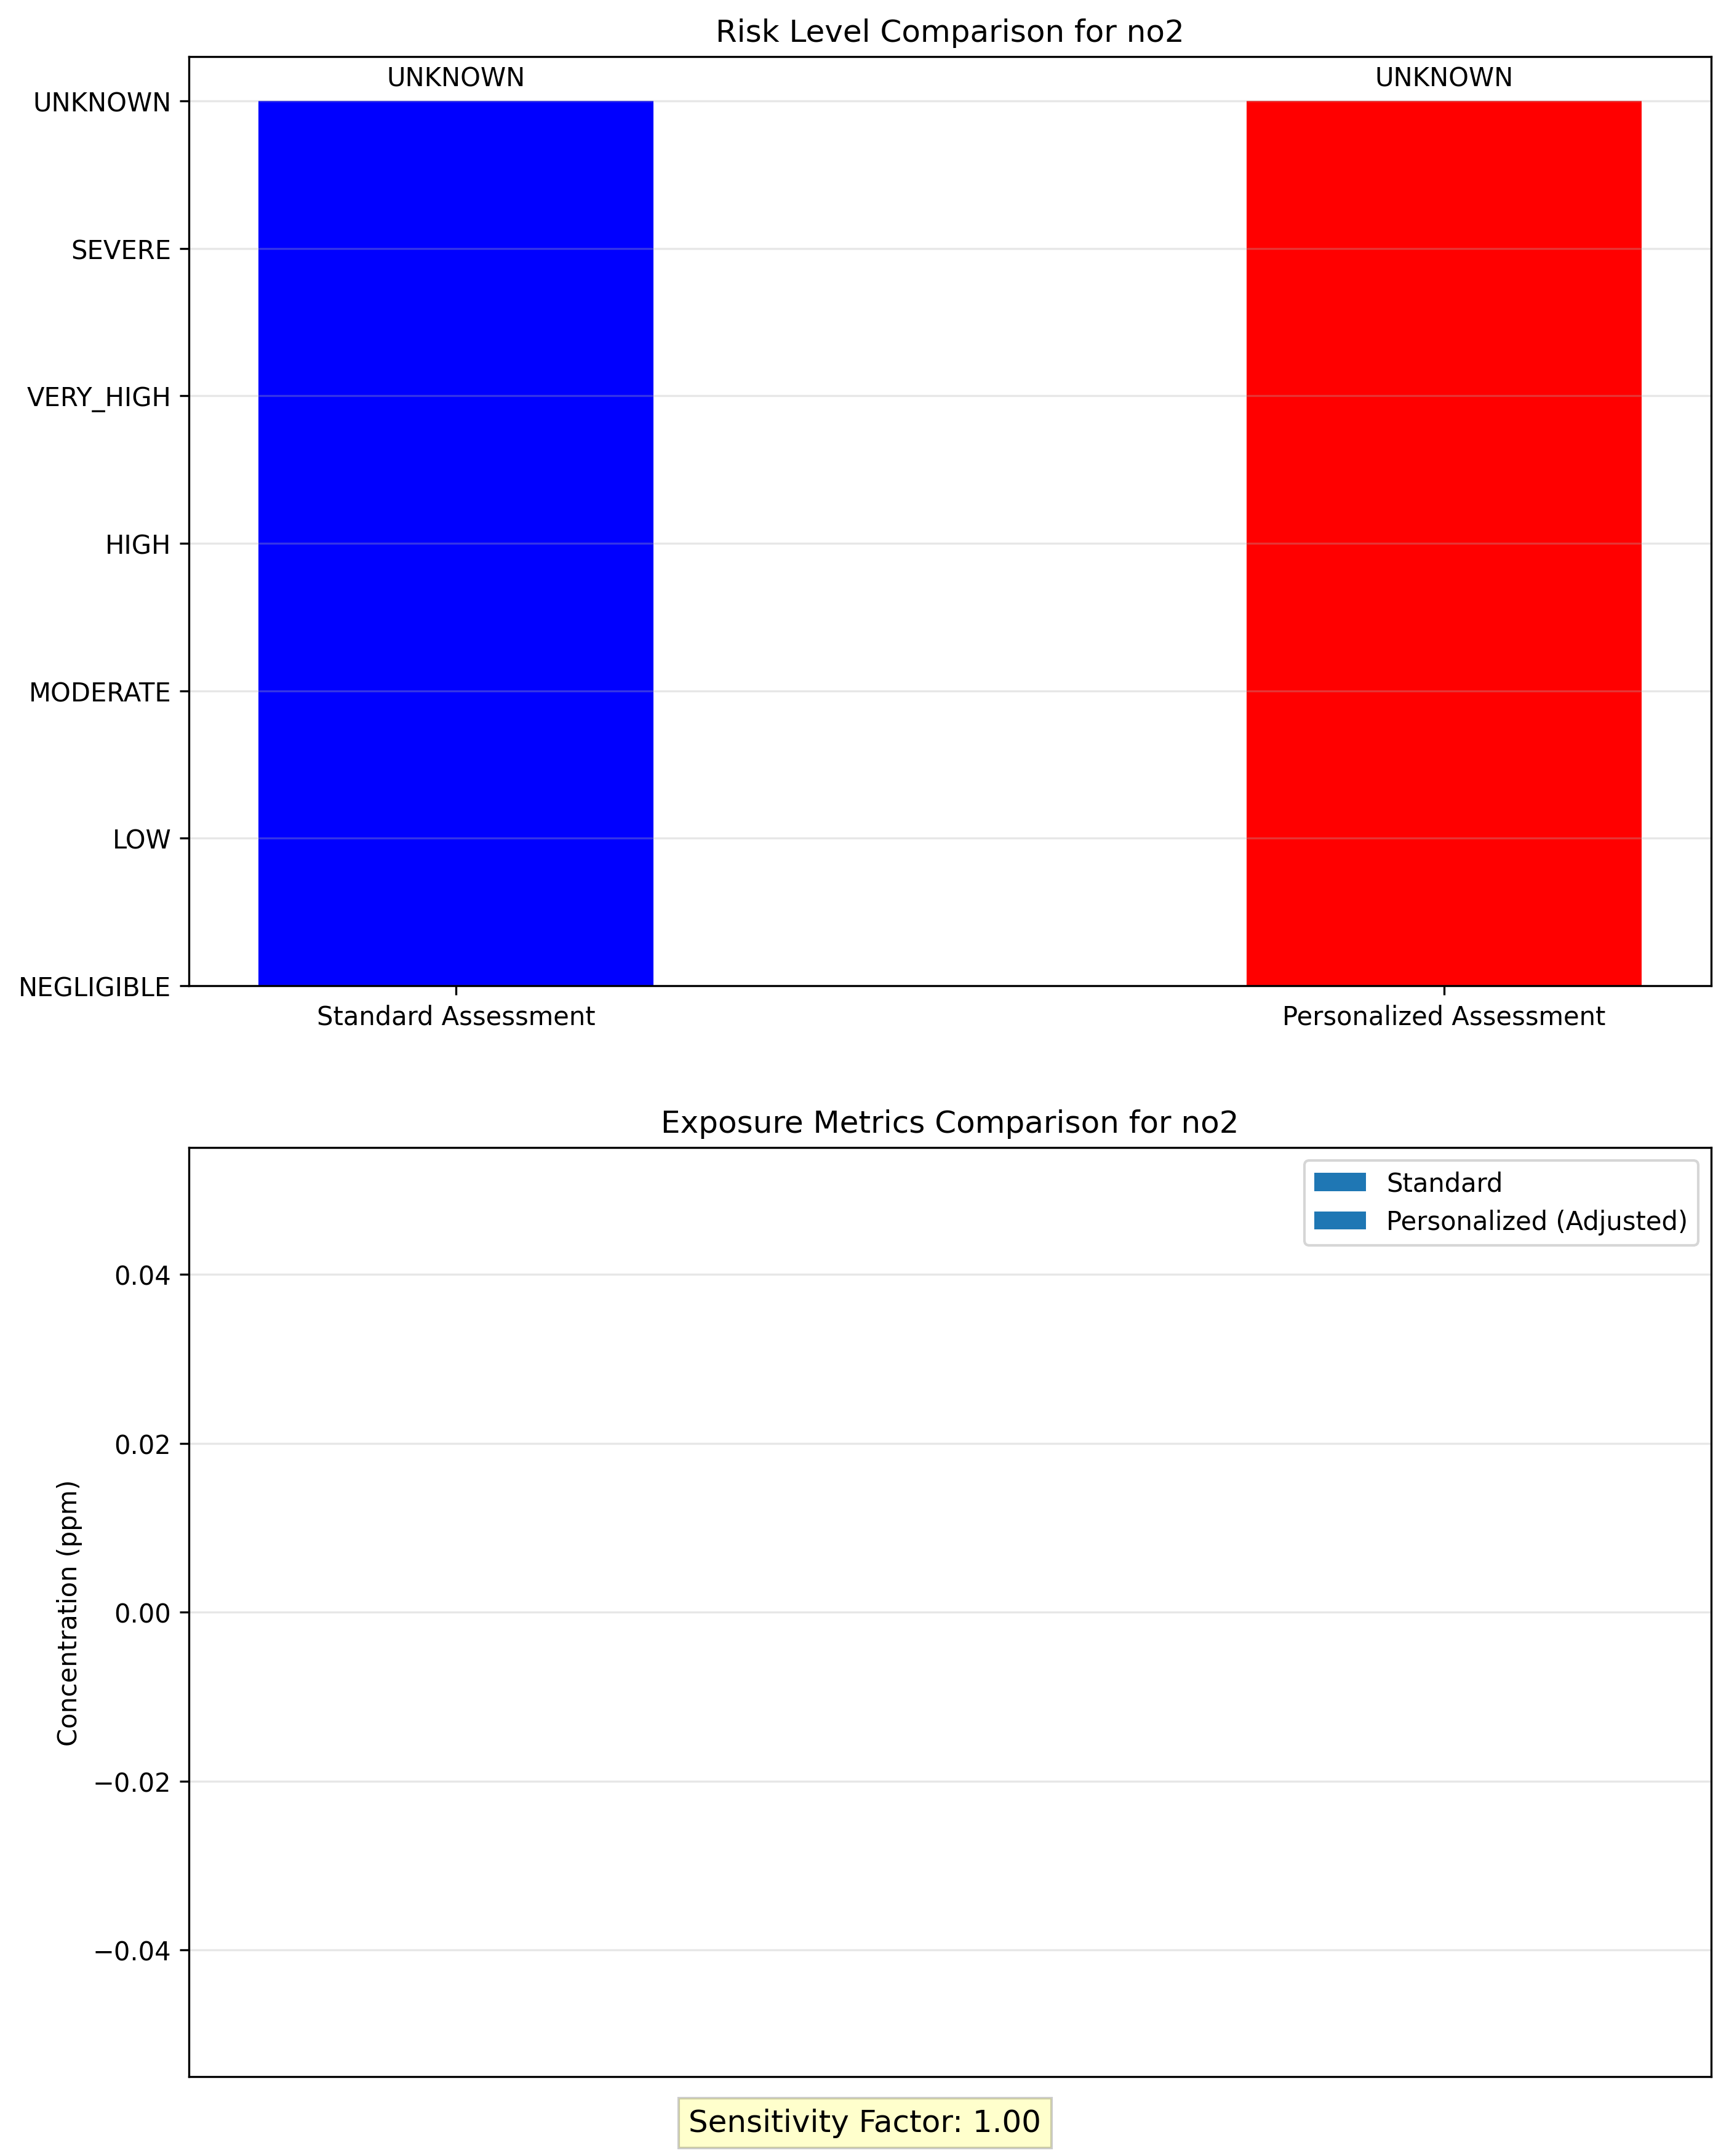 Risk Level Comparison for no2
UNKNOWN
UNKNOWN
UNKNOWN
SEVERE
VERY_HIGH
HIGH
MODERATE
LOW
NEGLIGIBLE
Standard Assessment
Personalized Assessment
Exposure Metrics Comparison for no2
Standard
Personalized (Adjusted)
0.04
0.02
0.00
−0.02
−0.04
Concentration (ppm)
Sensitivity Factor: 1.00